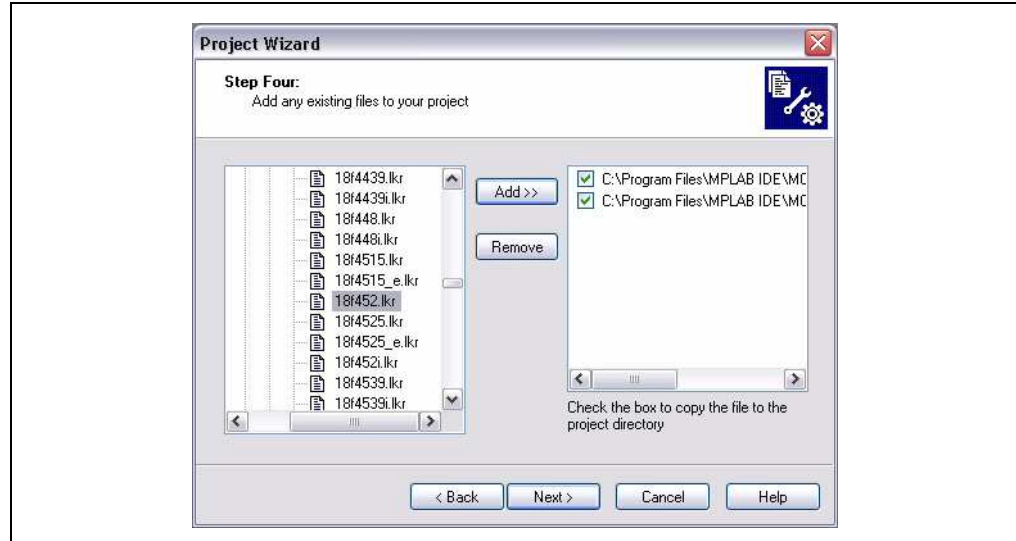 Project Wizard
Step Four:
Add any existing files to your project
18f4439.lkr
18f4439i.lkr
18f448.lkr
18f448i.lkr
18f4515.lkr
18f4515_e.lkr
18f452.lkr
18f4525.lkr
18f4525_e.lkr
18f452i.lkr
18f4539.lkr
18f4539i.lkr
Add >>
Remove
C:\Program Files\MPLAB IDE\MC
C:\Program Files\MPLAB IDE\MC
Check the box to copy the file to the
project directory
< Back
Next >
Cancel
Help